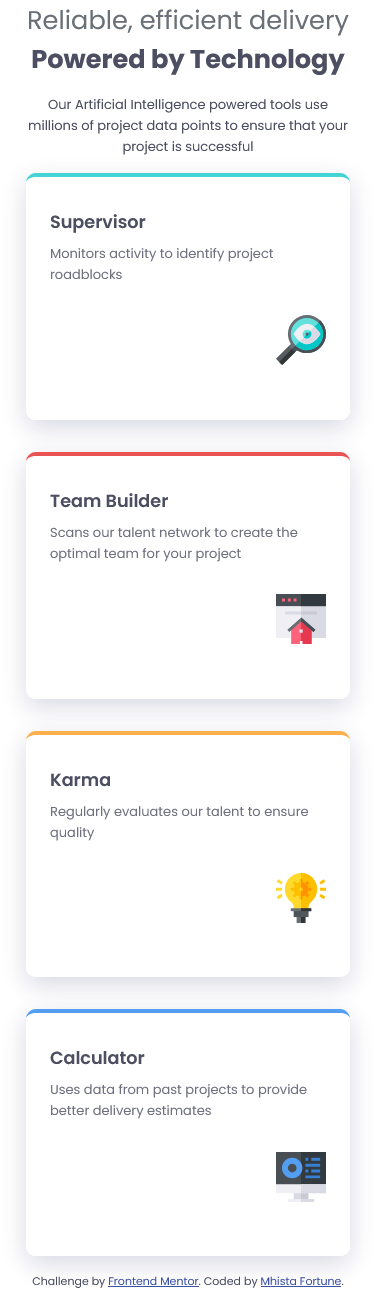 Reliable, efficient delivery
Powered by Technology
Our Artificial Intelligence powered tools use
millions of project data points to ensure that your
project is successful
Supervisor
Monitors activity to identify project
roadblocks
Team Builder
Scans our talent network to create the
optimal team for your project
Karma
Regularly evaluates our talent to ensure
quality
Calculator
Uses data from past projects to provide
better delivery estimates
Challenge by Frontend Mentor. Coded by Mhista Fortune.